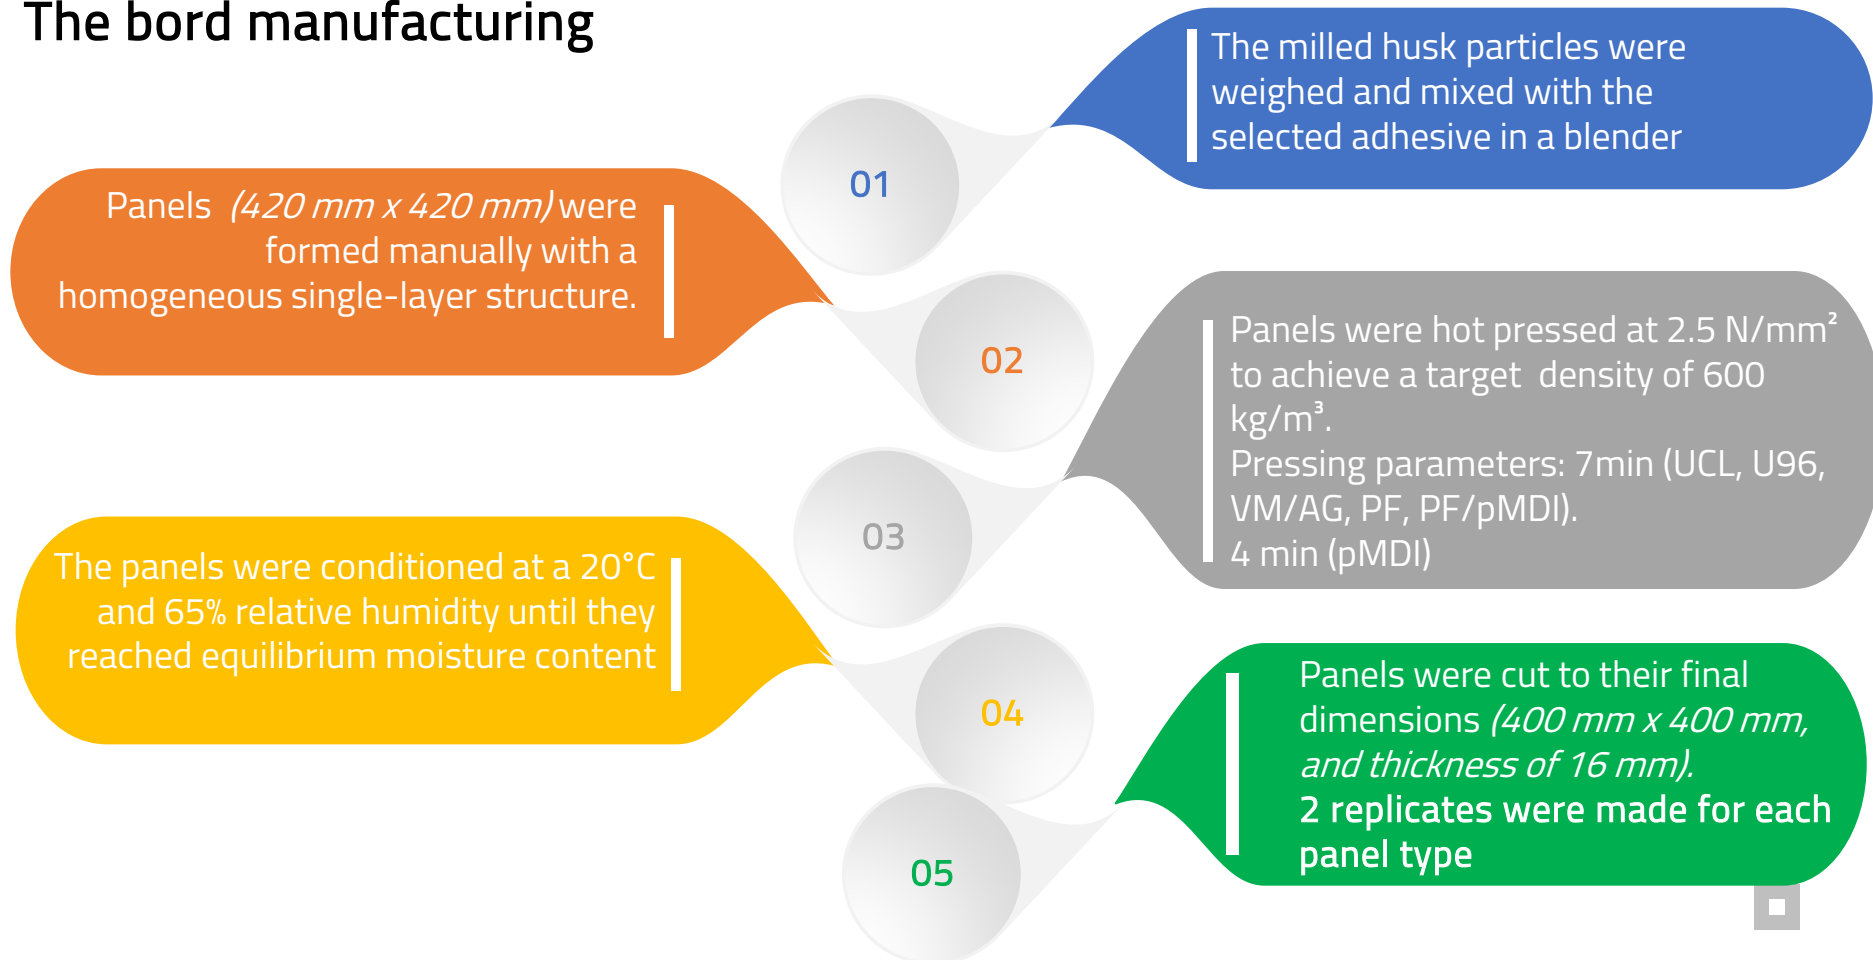 The bord manufacturing
01
The milled husk particles were
weighed and mixed with the
selected adhesive in a blender
02
Panels (420 mm x 420 mm) were
formed manually with a
homogeneous single-layer structure.
03
Panels were hot pressed at 2.5 N/mm²
to achieve a target density of 600
kg/m³.
Pressing parameters: 7min (UCL, U96,
VM/AG, PF, PF/pMDI).
4 min (pMDI)
04
The panels were conditioned at a 20°C
and 65% relative humidity until they
reached equilibrium moisture content
05
Panels were cut to their final
dimensions (400 mm x 400 mm,
and thickness of 16 mm).
2 replicates were made for each
panel type